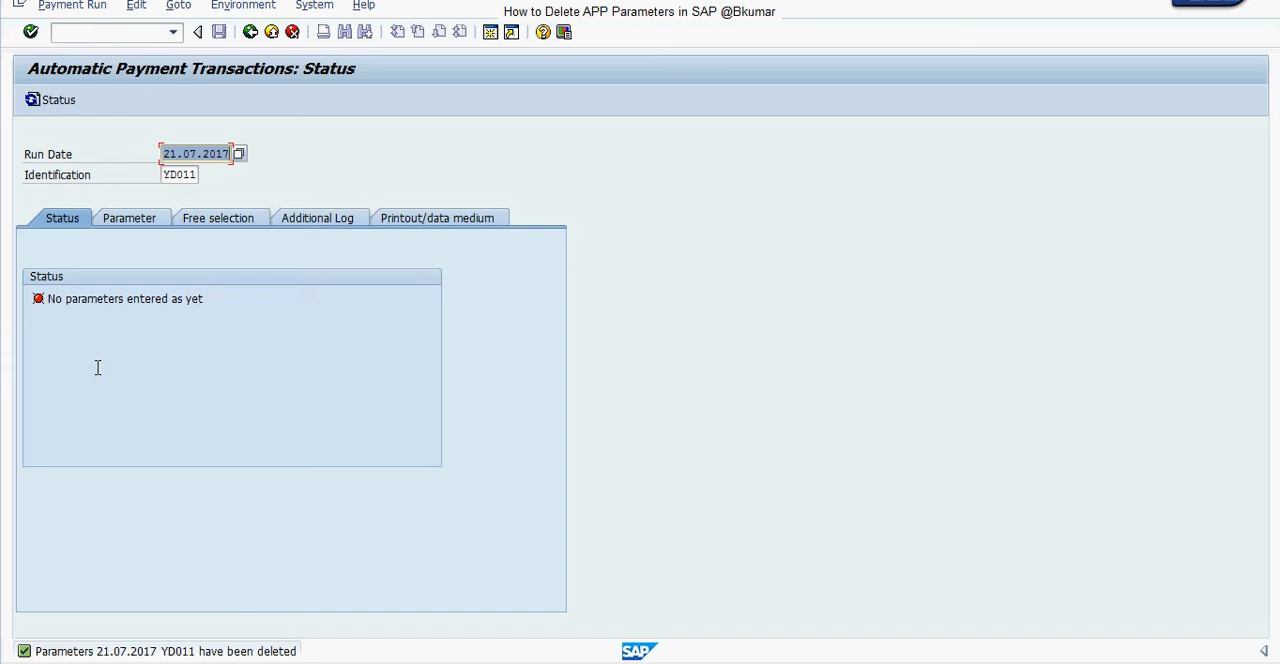 Payment Run Edit Goto Environment System Help
How to Delete APP Parameters in SAP @Bkumar
Automatic Payment Transactions: Status
Status
Run Date 21.07.2017
Identification YD011
Status Parameter Free selection Additional Log Printout/data medium
Status
No parameters entered as yet
Parameters 21.07.2017 YD011 have been deleted
SAP